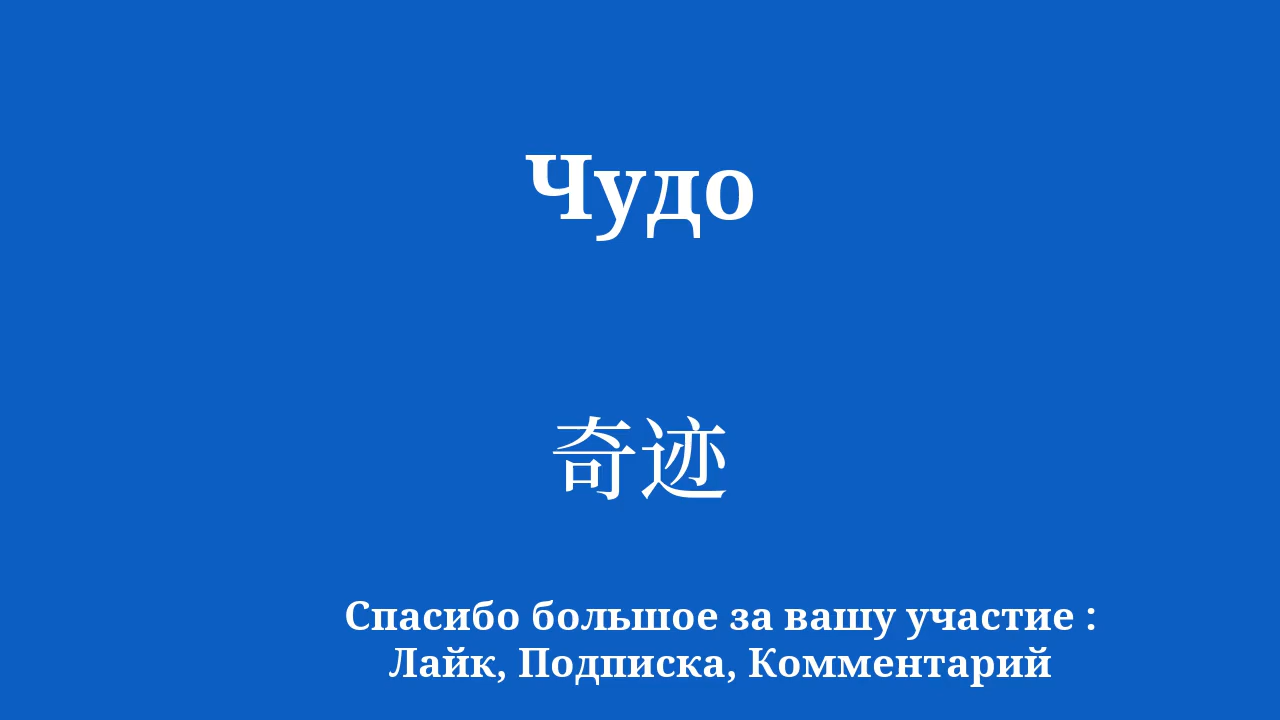 Чудо
奇迹
Спасибо большое за вашу участие :
Лайк, Подписка, Комментарий